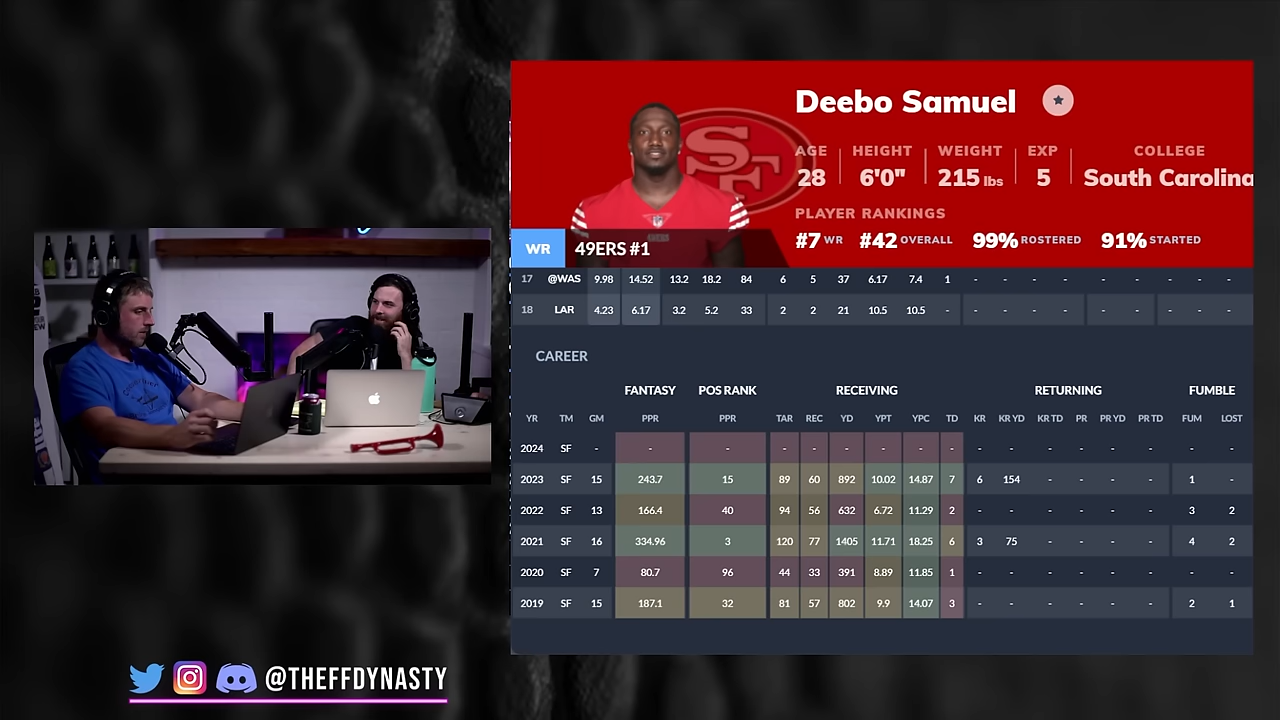 Deebo Samuel
AGE HEIGHT WEIGHT EXP COLLEGE
28 6'0" 215 lbs 5 South Carolina
PLAYER RANKINGS
#7 WR #42 OVERALL 99% ROSTERED 91% STARTED
SF
WR 49ERS #1
17 @WAS 9.98 14.52 13.2 18.2 84 6 5 37 6.17 7.4 1 - - - - - - - - -
18 LAR 4.23 6.17 3.2 5.2 33 2 2 21 10.5 10.5 - - - - - - - - - -
CAREER
FANTASY POS RANK RECEIVING RETURNING FUMBLE
YR TM GM PPR PPR TAR REC YD YPT YPC TD KR KR YD KR TD PR PR YD PR TD FUM LOST
2024 SF - - - - - - - - - - - - - - - - -
2023 SF 15 243.7 15 89 60 892 10.02 14.87 7 6 154 - - - - 1 -
2022 SF 13 166.4 40 94 56 632 6.72 11.29 2 - - - - - - 3 2
2021 SF 16 334.96 3 120 77 1405 11.71 18.25 6 3 75 - - - - 4 2
2020 SF 7 80.7 96 44 33 391 8.89 11.85 1 - - - - - - - -
2019 SF 15 187.1 32 81 57 802 9.9 14.07 3 - - - - - - 2 1
@THEFFDYNASTY